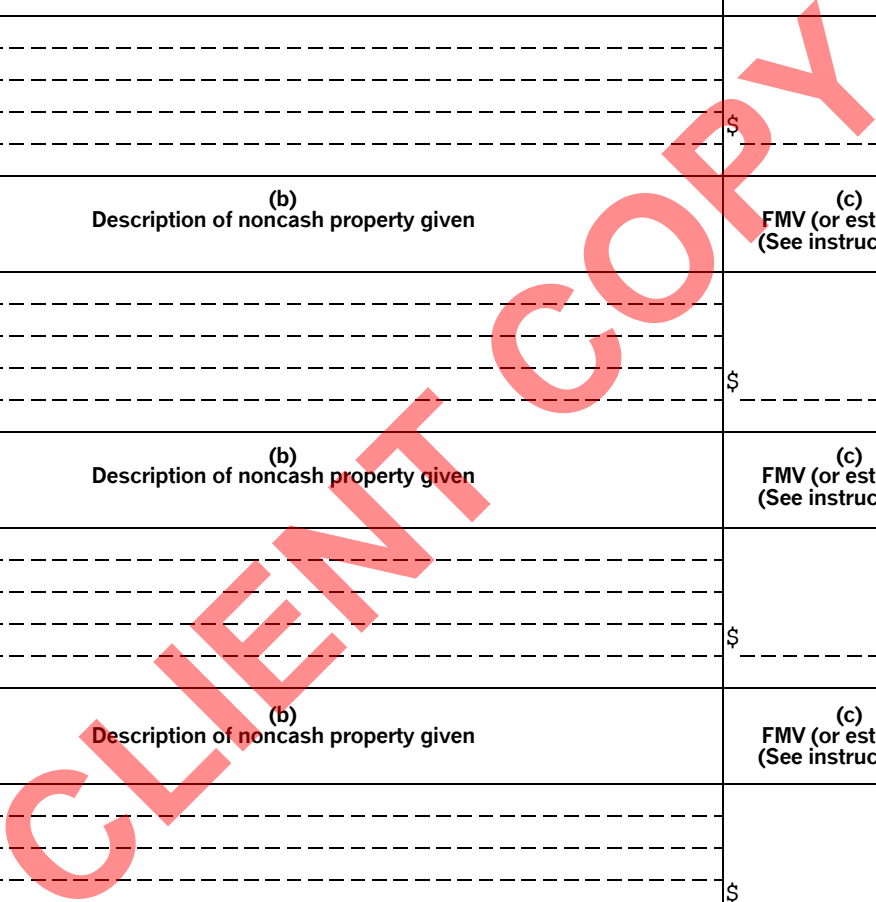 $
(b)
Description of noncash property given
(c)
FMV (or est
(See instruc
$
(b)
Description of noncash property given
(c)
FMV (or est
(See instruc
$
(b)
Description of noncash property given
(c)
FMV (or est
(See instruc
$
CLIENT COPY